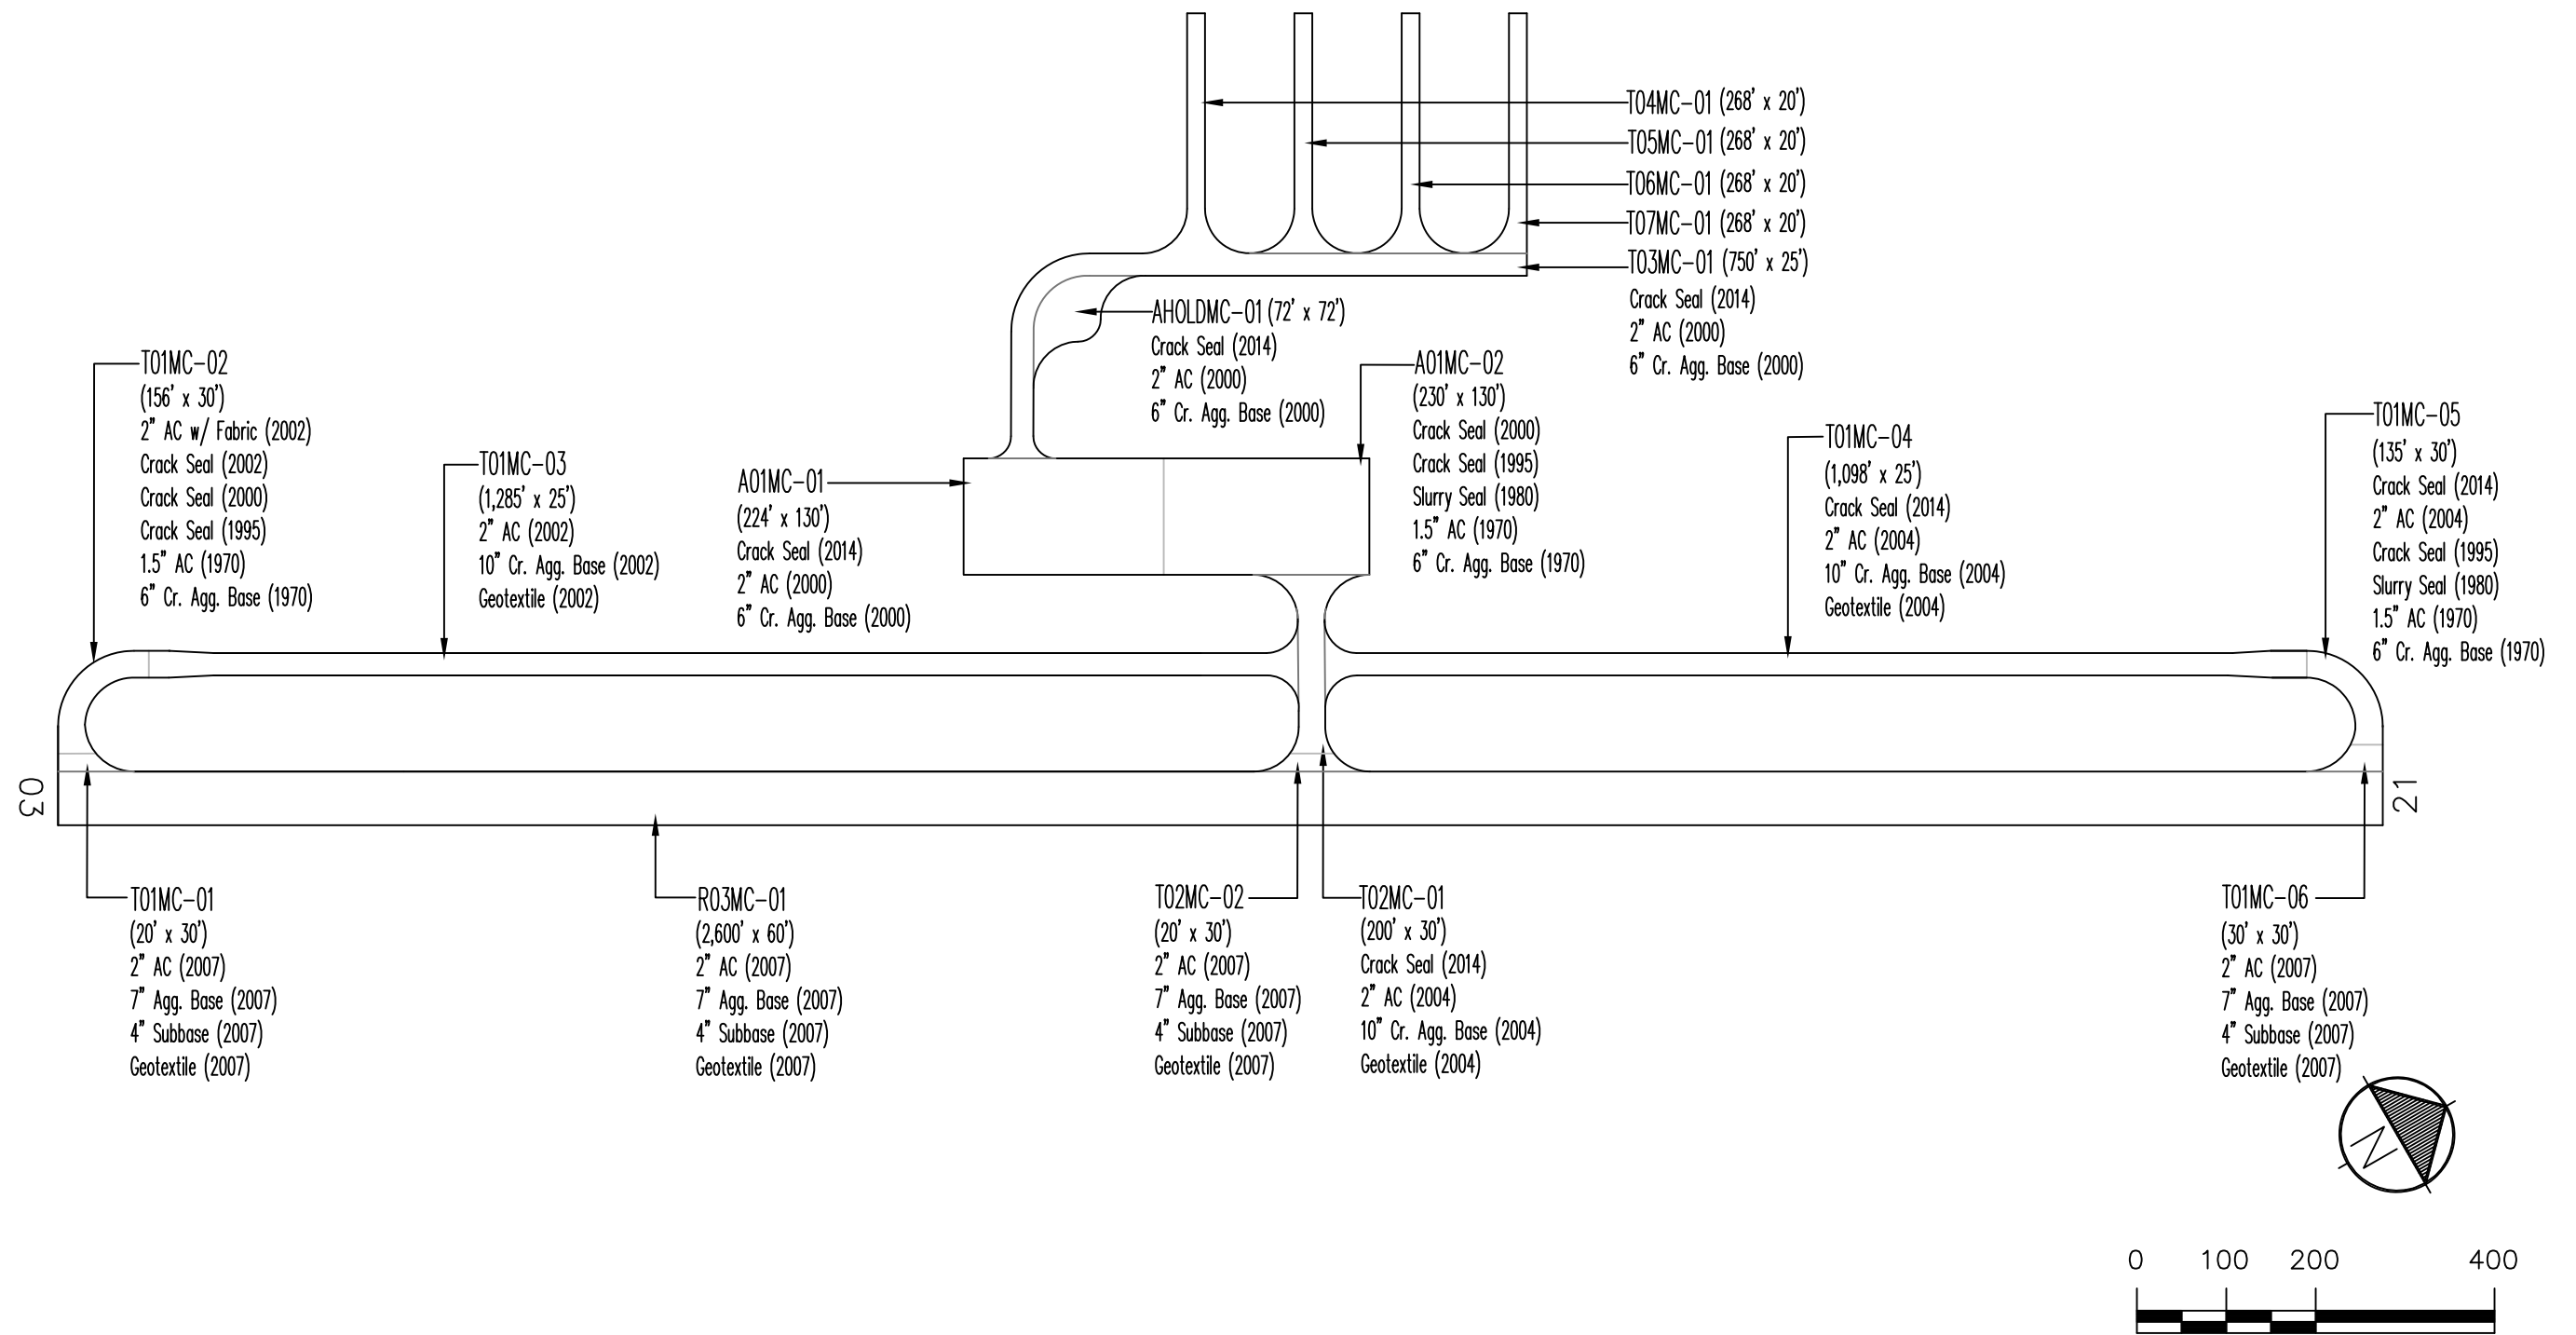 T04MC-01 (268' x 20')
T05MC-01 (268' x 20')
T06MC-01 (268' x 20')
T07MC-01 (268' x 20')
T03MC-01 (750' x 25')
Crack Seal (2014)
2" AC (2000)
6" Cr. Agg. Base (2000)
AHOLDMC-01 (72' x 72')
Crack Seal (2014)
2" AC (2000)
6" Cr. Agg. Base (2000)
T01MC-02
(156' x 30')
2" AC w/ Fabric (2002)
Crack Seal (2002)
Crack Seal (2000)
Crack Seal (1995)
1.5" AC (1970)
6" Cr. Agg. Base (1970)
T01MC-03
(1,285' x 25')
2" AC (2002)
10" Cr. Agg. Base (2002)
Geotextile (2002)
A01MC-01
(224' x 130')
Crack Seal (2014)
2" AC (2000)
6" Cr. Agg. Base (2000)
A01MC-02
(230' x 130')
Crack Seal (2000)
Crack Seal (1995)
Slurry Seal (1980)
1.5" AC (1970)
6" Cr. Agg. Base (1970)
T01MC-04
(1,098' x 25')
Crack Seal (2014)
2" AC (2004)
10" Cr. Agg. Base (2004)
Geotextile (2004)
T01MC-05
(135' x 30')
Crack Seal (2014)
2" AC (2004)
Crack Seal (1995)
Slurry Seal (1980)
1.5" AC (1970)
6" Cr. Agg. Base (1970)
03
21
T01MC-01
(20' x 30')
2" AC (2007)
7" Agg. Base (2007)
4" Subbase (2007)
Geotextile (2007)
R03MC-01
(2,600' x 60')
2" AC (2007)
7" Agg. Base (2007)
4" Subbase (2007)
Geotextile (2007)
T02MC-02
(20' x 30')
2" AC (2007)
7" Agg. Base (2007)
4" Subbase (2007)
Geotextile (2007)
T02MC-01
(200' x 30')
Crack Seal (2014)
2" AC (2004)
10" Cr. Agg. Base (2004)
Geotextile (2004)
T01MC-06
(30' x 30')
2" AC (2007)
7" Agg. Base (2007)
4" Subbase (2007)
Geotextile (2007)
N
0 100 200 400